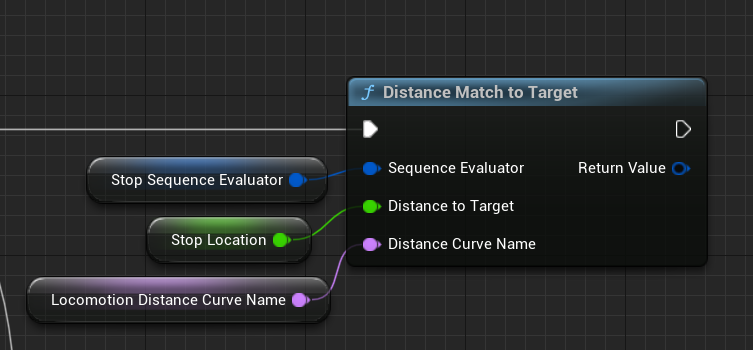 f Distance Match to Target
Stop Sequence Evaluator
Sequence Evaluator
Return Value
Stop Location
Distance to Target
Locomotion Distance Curve Name
Distance Curve Name